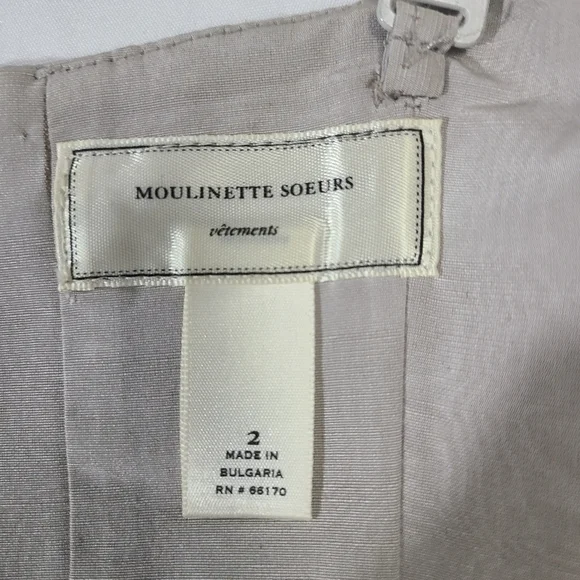 MOULINETTE SOEURS
vêtements
2
MADE IN
BULGARIA
RN # 66170